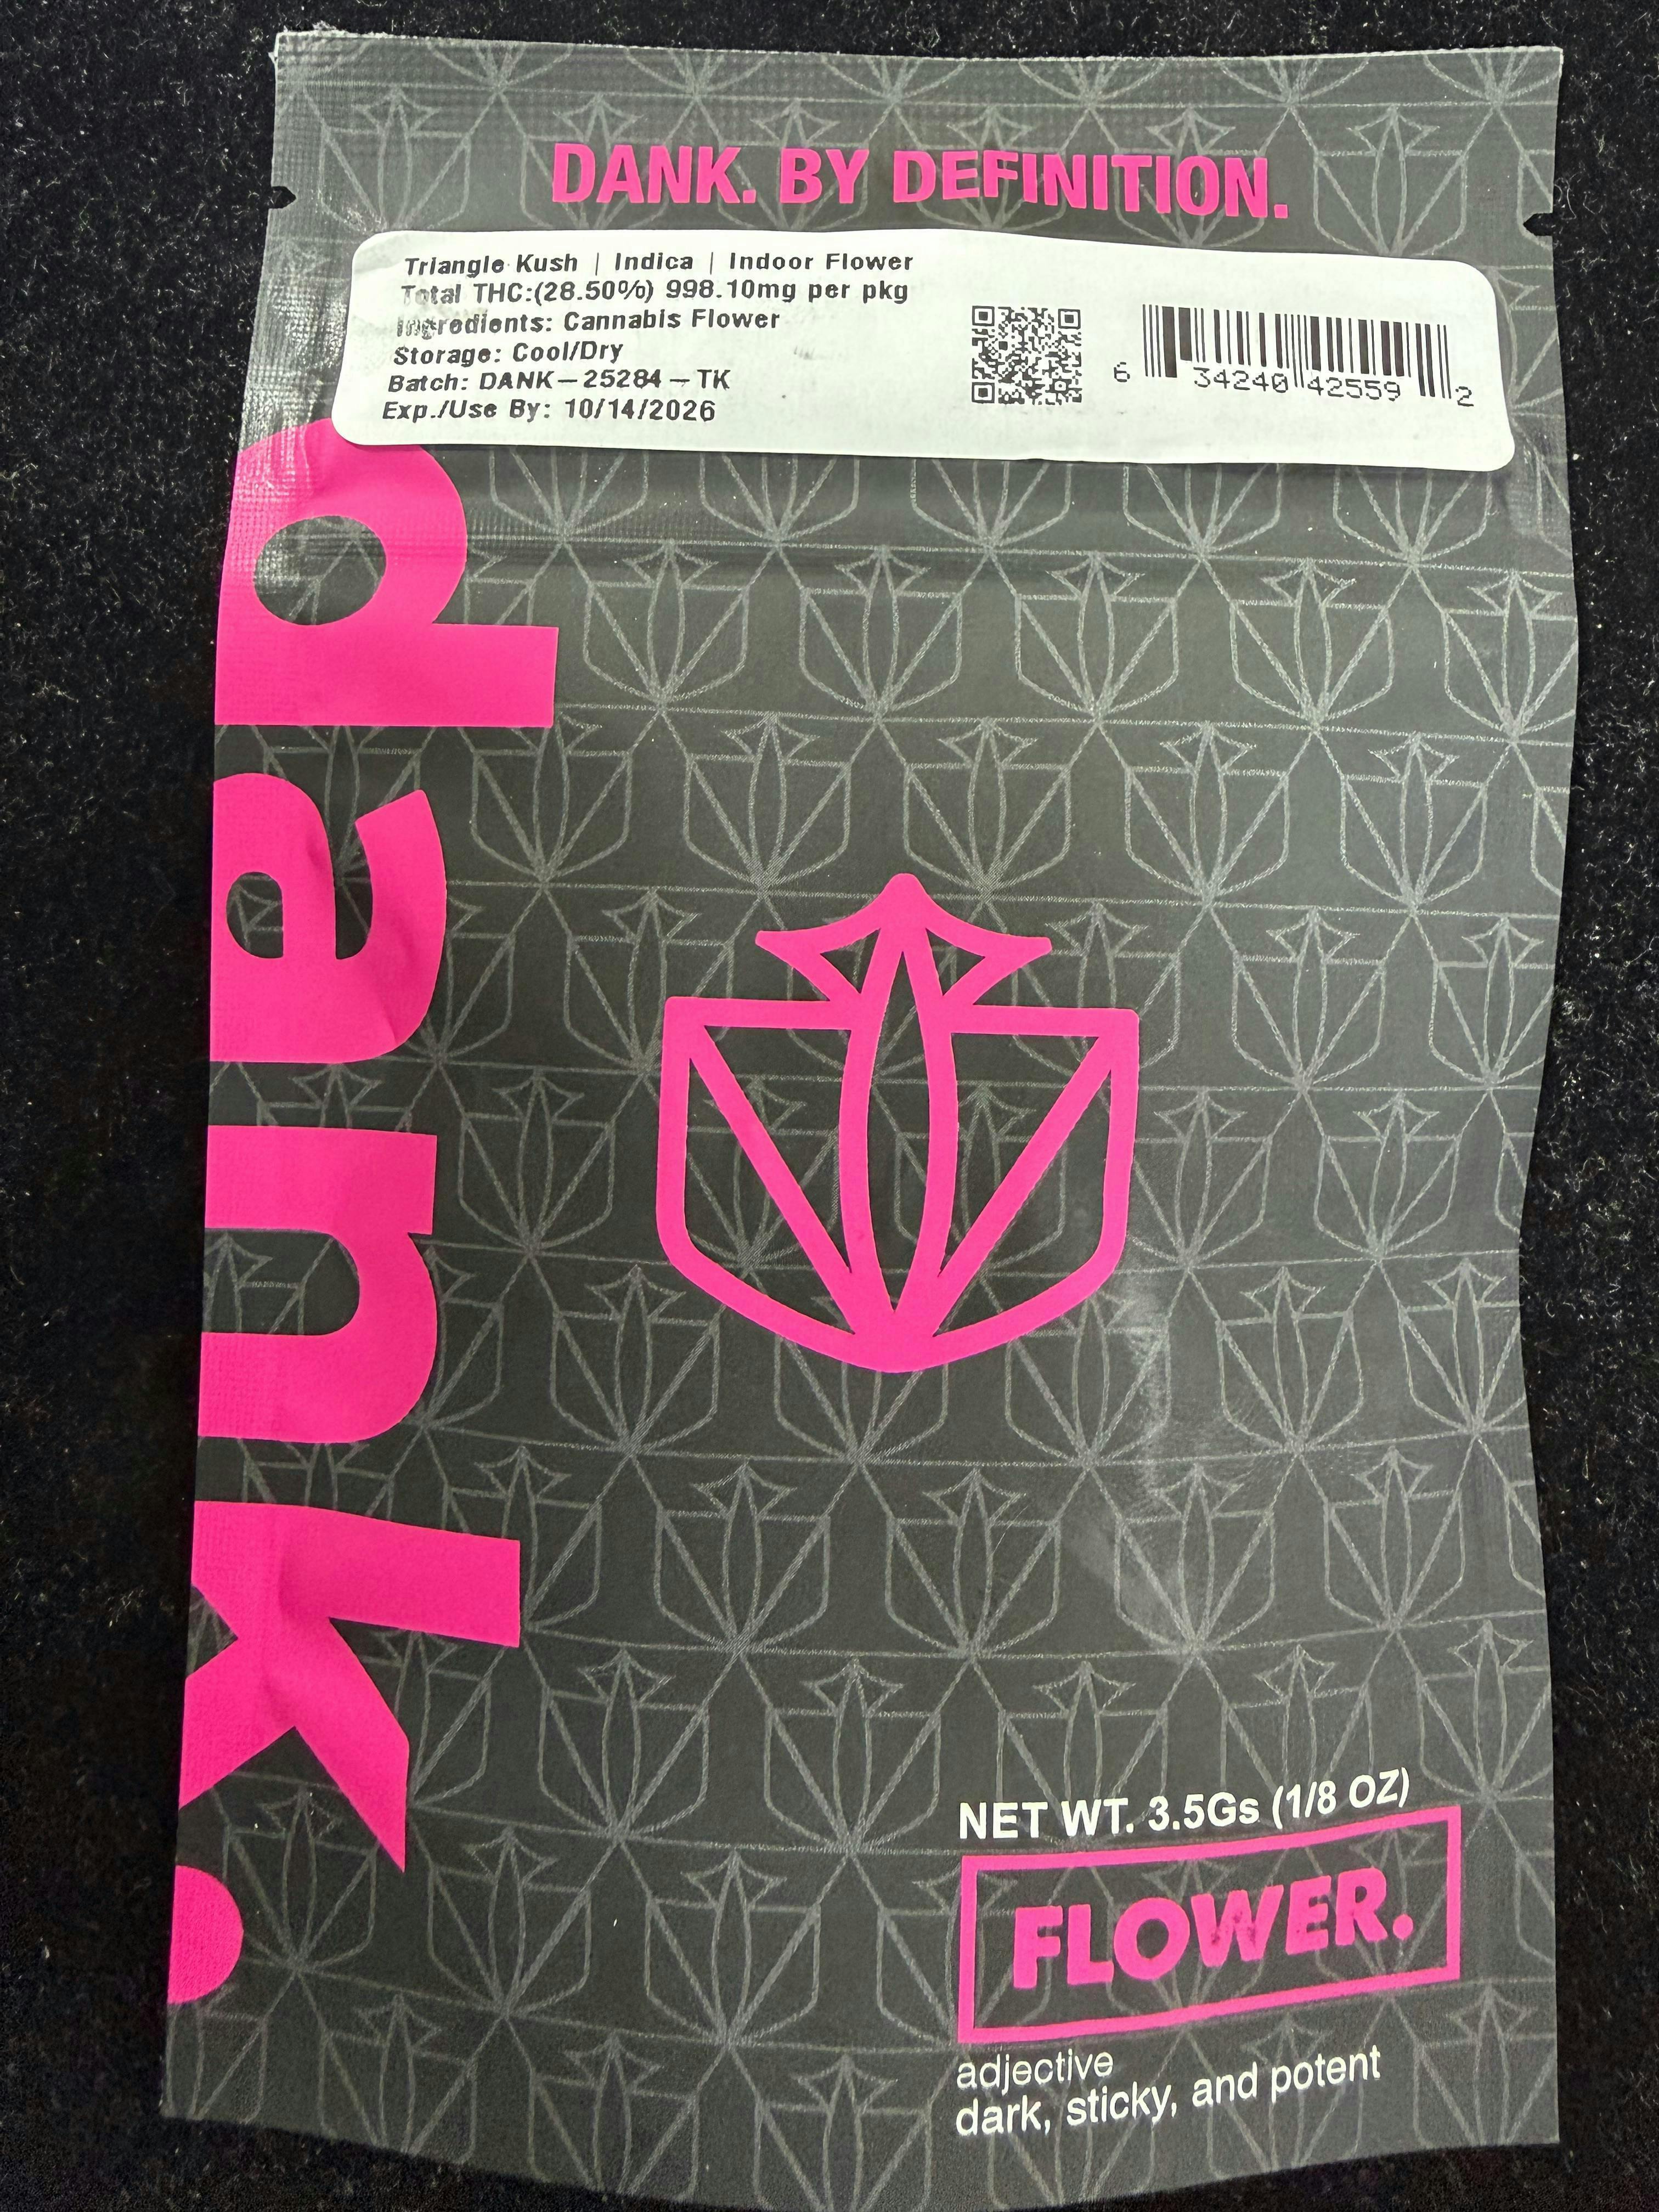 DANK. BY DEFINITION.
Triangle Kush | Indica | Indoor Flower
Total THC:(28.50%) 998.10mg per pkg
Ingredients: Cannabis Flower
Storage: Cool/Dry
Batch: DANK-25284-TK
Exp./Use By: 10/14/2026
6 34240 42559 2
dank.
NET WT. 3.5Gs (1/8 OZ)
FLOWER.
adjective
dark, sticky, and potent